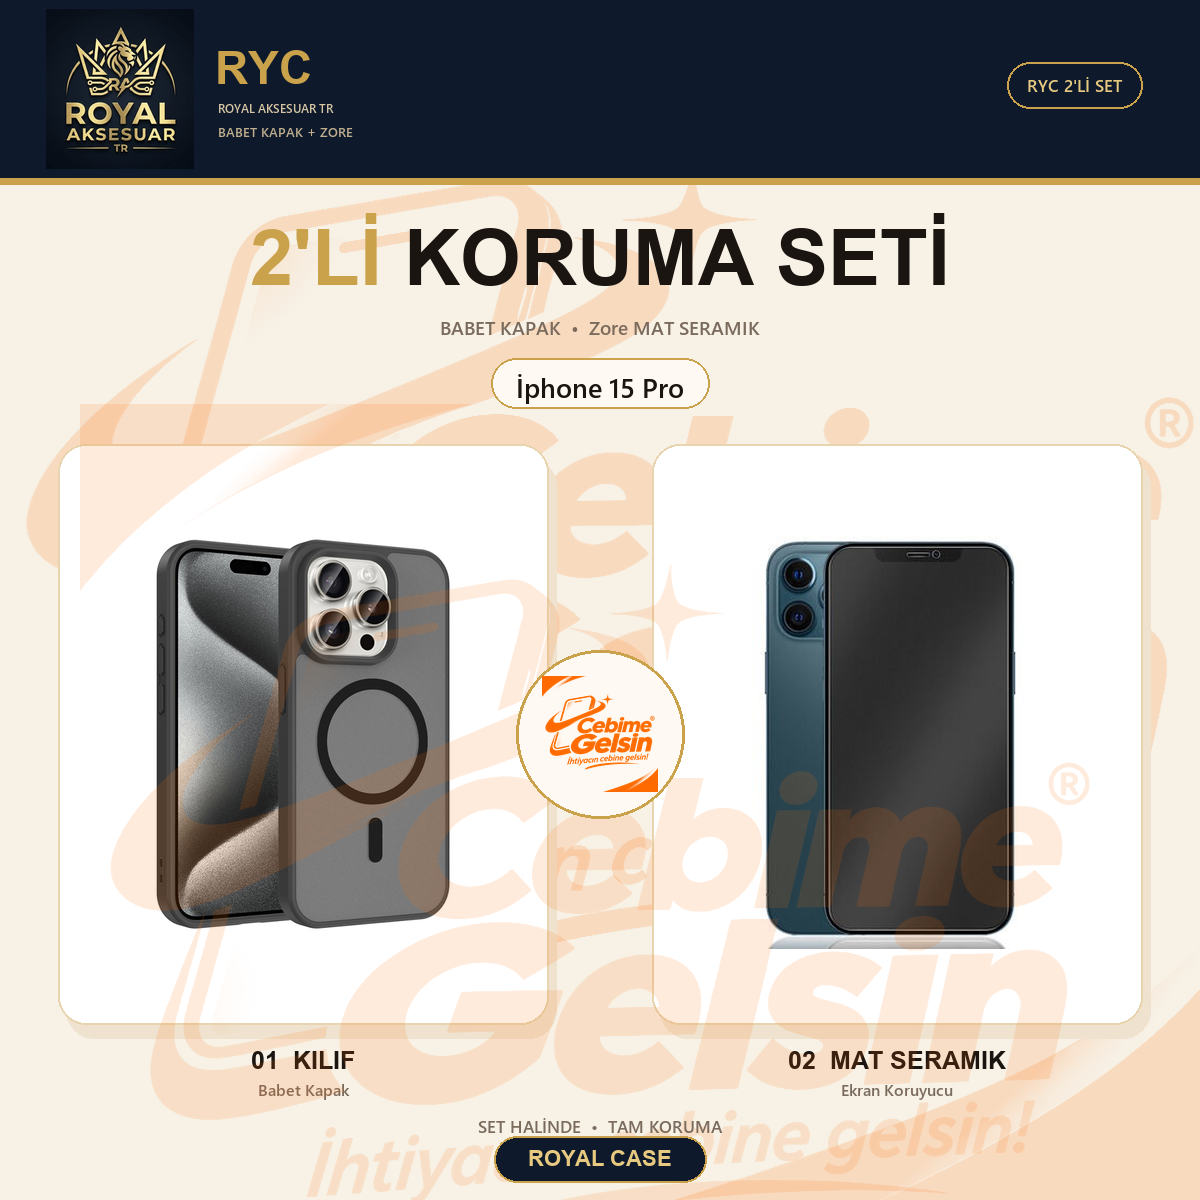 ROYAL
AKSESUAR
TR
RYC
ROYAL AKSESUAR TR
BABET KAPAK + ZORE
RYC 2'Lİ SET
2'Lİ KORUMA SETİ
BABET KAPAK • Zore MAT SERAMIK
İphone 15 Pro
Cebime®
Gelsin
İhtiyacın cebine gelsin!
Cebime®
Gelsin
01 KILIF
Babet Kapak
02 MAT SERAMIK
Ekran Koruyucu
SET HALİNDE • TAM KORUMA
ROYAL CASE